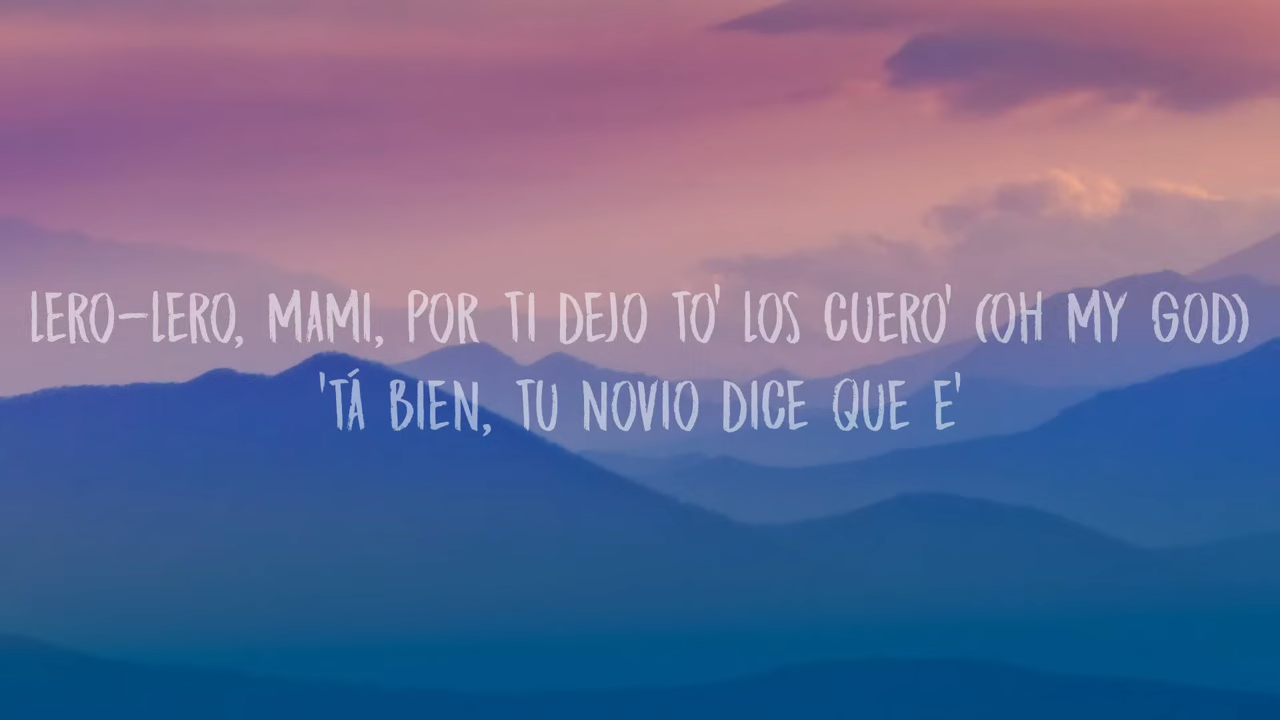 LERO-LERO, MAMI, POR TI DEJO TO' LOS CUERO' (OH MY GOD)
'TÁ BIEN, TU NOVIO DICE QUE E'